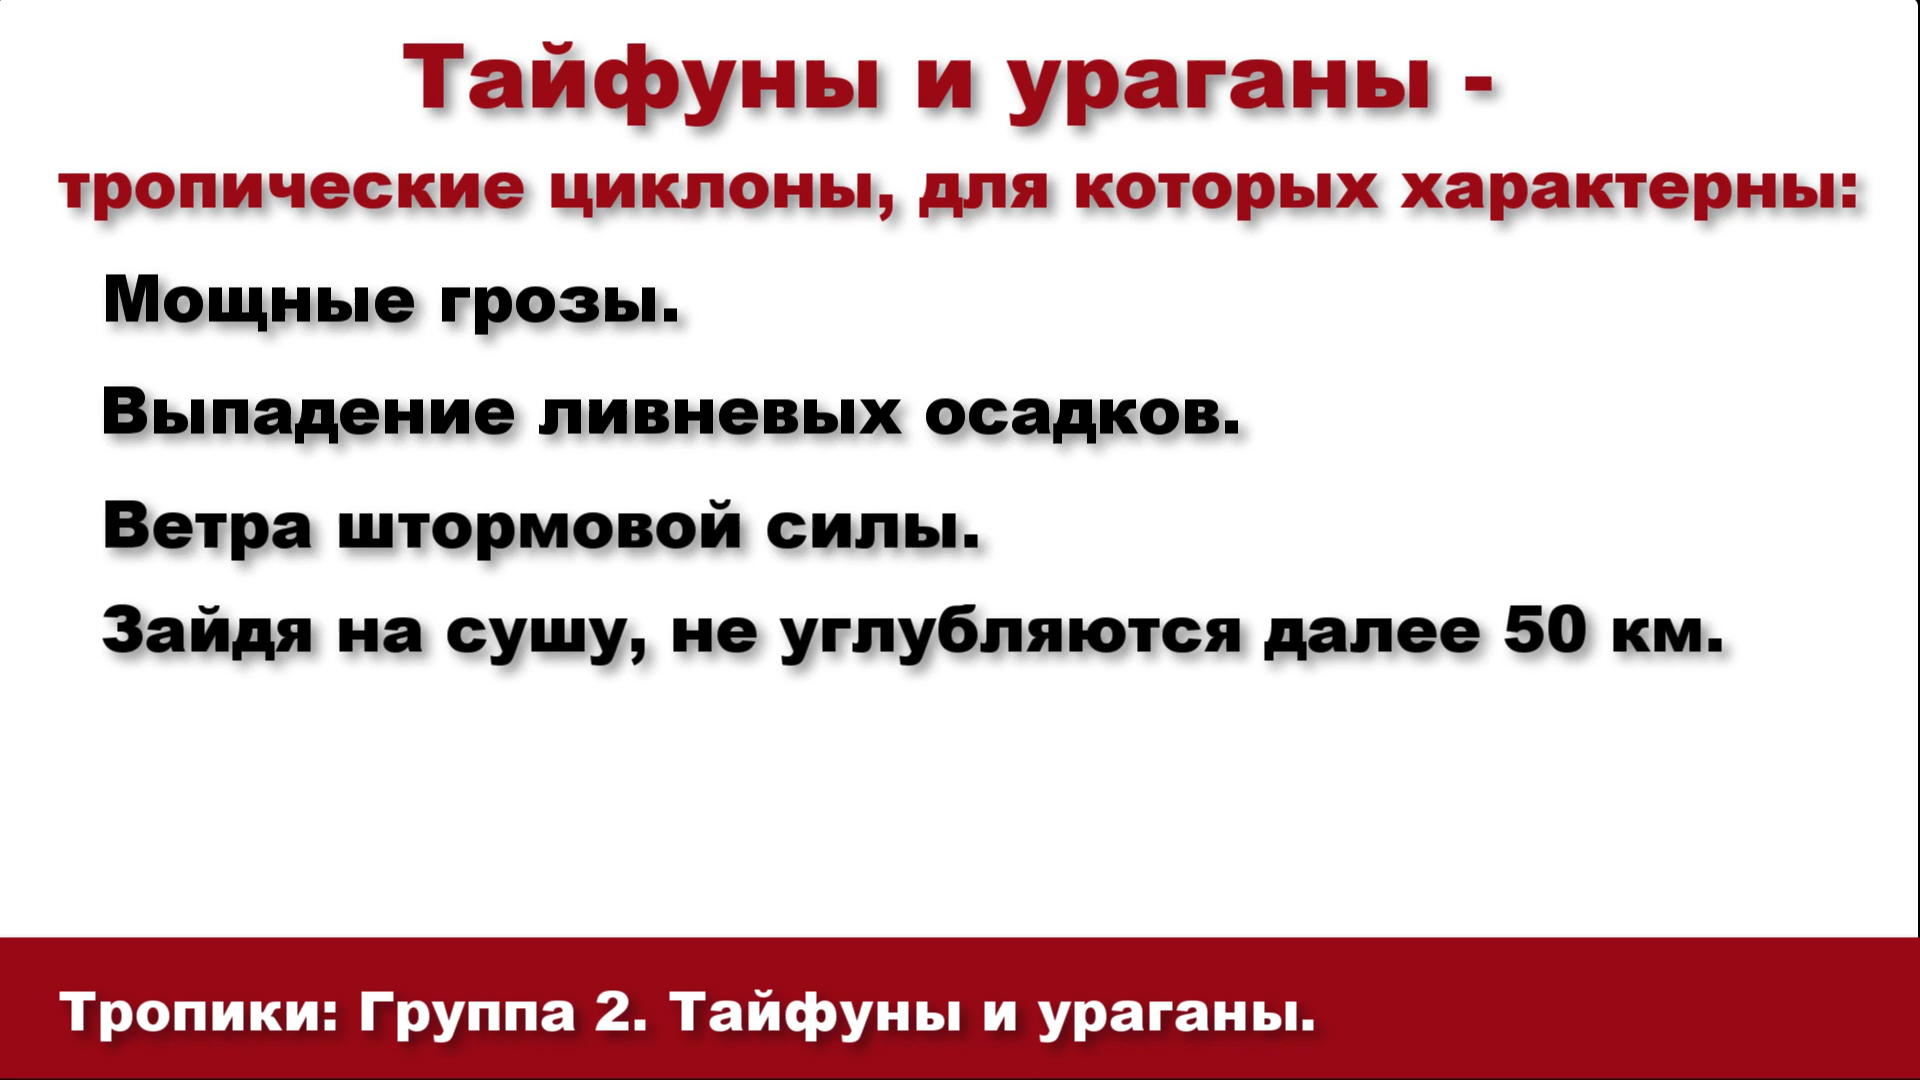 Тайфуны и ураганы -
тропические циклоны, для которых характерны:
Мощные грозы.
Выпадение ливневых осадков.
Ветра штормовой силы.
Зайдя на сушу, не углубляются далее 50 км.
Тропики: Группа 2. Тайфуны и ураганы.